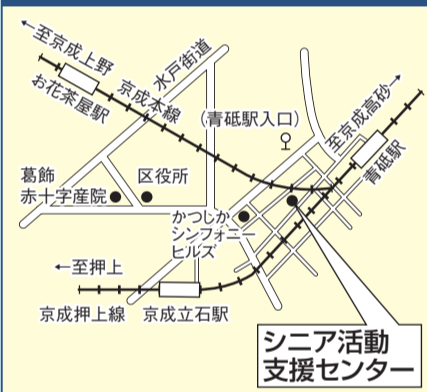 ←至京成上野
お花茶屋駅
京成本線
水戸街道
(青砥駅入口)
至京成高砂→
青砥駅
葛飾
赤十字産院
区役所
かつしか
シンフォニー
ヒルズ
←至押上
京成押上線
京成立石駅
シニア活動
支援センター